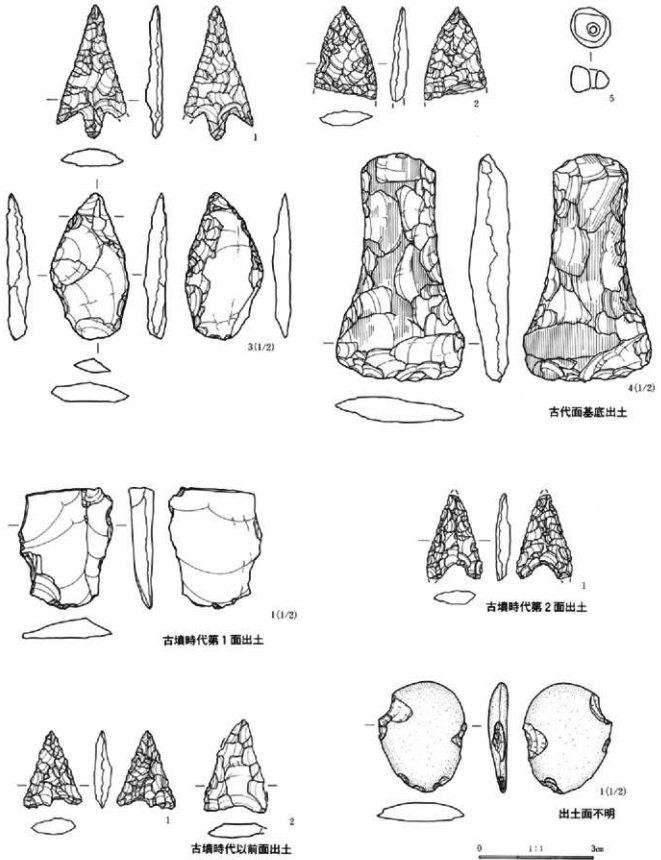 1
2
5
3(1/2)
4(1/2)
古代面基底出土
1(1/2)
古墳時代第1面出土
1
古墳時代第2面出土
1
2
古墳時代以前面出土
1(1/2)
出土面不明
0 1:1 3cm